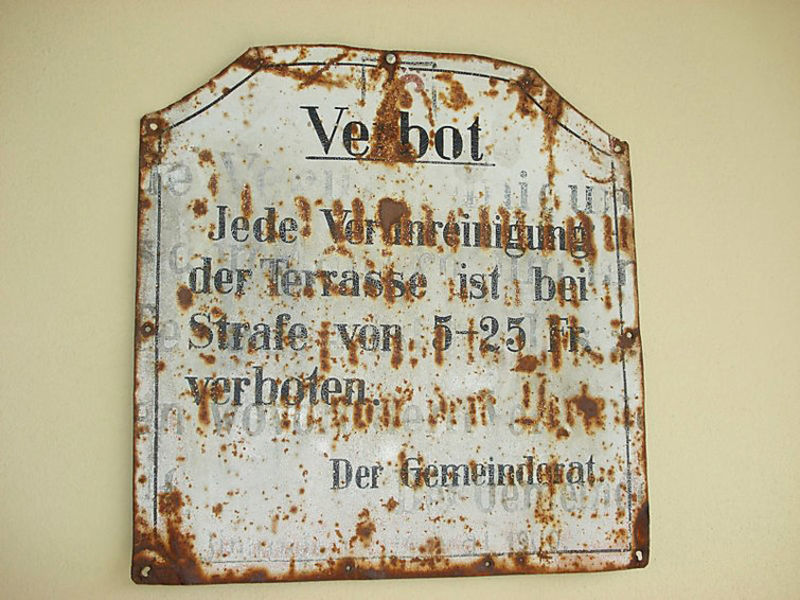 Verbot
Jede Verunreinigung
der Terrasse ist bei
Strafe von 5-25 Fr.
verboten.
Der Gemeinderat